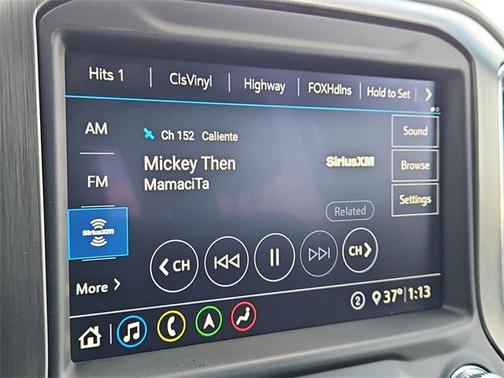 Hits 1 ClsVinyl Highway FOXHdlns Hold to Set
AM
Ch 152 Caliente
Sound
Mickey Then
SiriusXM
Browse
FM
MamaciTa
Related
Settings
SiriusXM
CH CH
More
2 37° 1:13